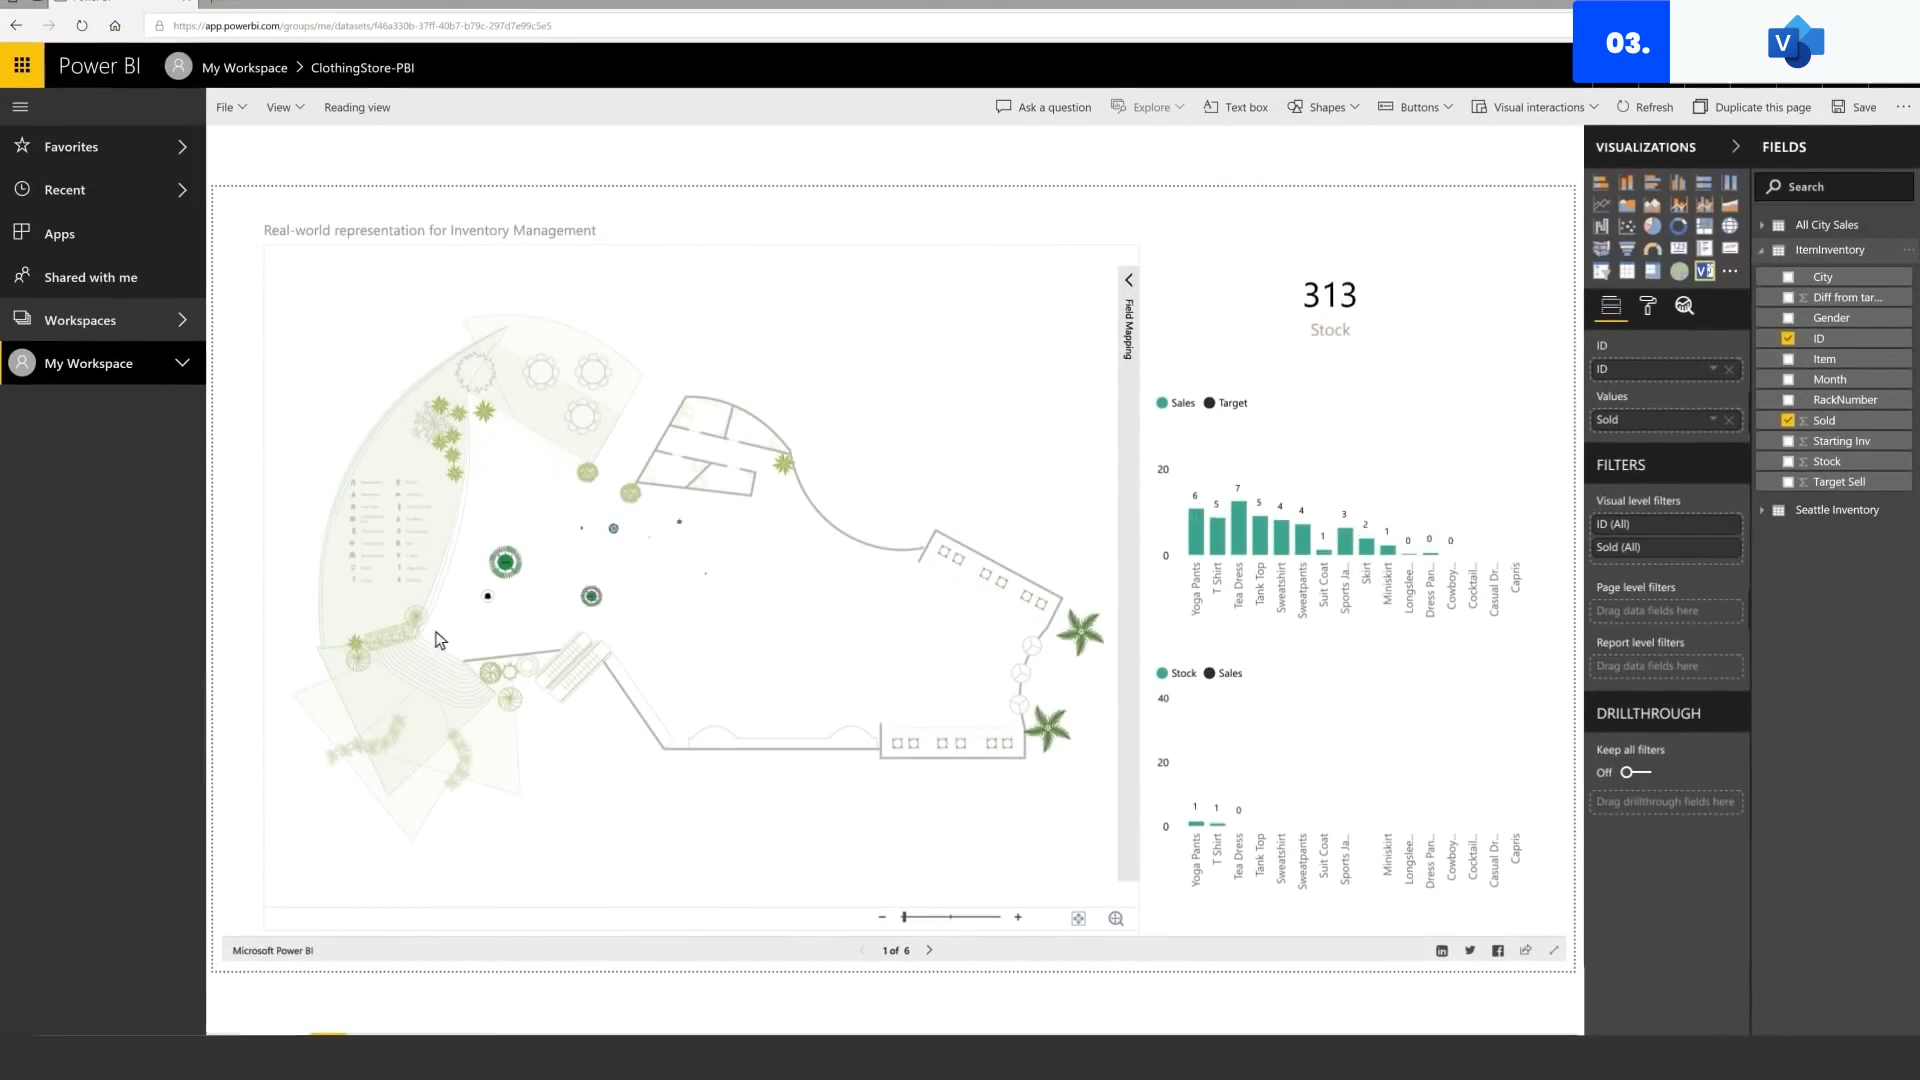 https://app.powerbi.com/groups/me/datasets/f46a330b-37ff-40b7-b79c-297d7e99c5e5
03.
V
Power BI
My Workspace > ClothingStore-PBI
File
View
Reading view
Ask a question
Explore
Text box
Shapes
Buttons
Visual interactions
Refresh
Duplicate this page
Save
Favorites
Recent
Apps
Shared with me
Workspaces
My Workspace
Real-world representation for Inventory Management
Field Mapping
313
Stock
Sales Target
20
0
6 5 7 5 4 4 1 3 2 1 0 0 0
Yoga Pants
T Shirt
Tea Dress
Tank Top
Sweatshirt
Sweatpants
Suit Coat
Sports Ja...
Skirt
Miniskirt
Longslee...
Dress Pan...
Cowboy...
Cocktail...
Casual Dr...
Capris
Stock Sales
40
20
0
1 1 0
Yoga Pants
T Shirt
Tea Dress
Tank Top
Sweatshirt
Sweatpants
Suit Coat
Sports Ja...
Miniskirt
Longslee...
Dress Pan...
Cowboy...
Cocktail...
Casual Dr...
Capris
Microsoft Power BI
1 of 6
VISUALIZATIONS
ID
ID
Values
Sold
FILTERS
Visual level filters
ID (All)
Sold (All)
Page level filters
Drag data fields here
Report level filters
Drag data fields here
DRILLTHROUGH
Keep all filters
Off
Drag drillthrough fields here
FIELDS
Search
All City Sales
ItemInventory
City
Diff from tar...
Gender
ID
Item
Month
RackNumber
Sold
Starting Inv
Stock
Target Sell
Seattle Inventory